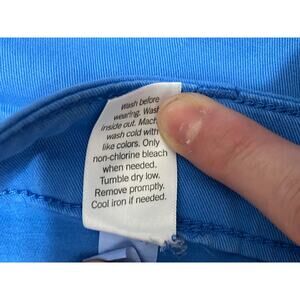 Wash before
wearing. Wash
inside out. Mach
wash cold with
like colors. Only
non-chlorine bleach
when needed.
Tumble dry low.
Remove promptly.
Cool iron if needed.